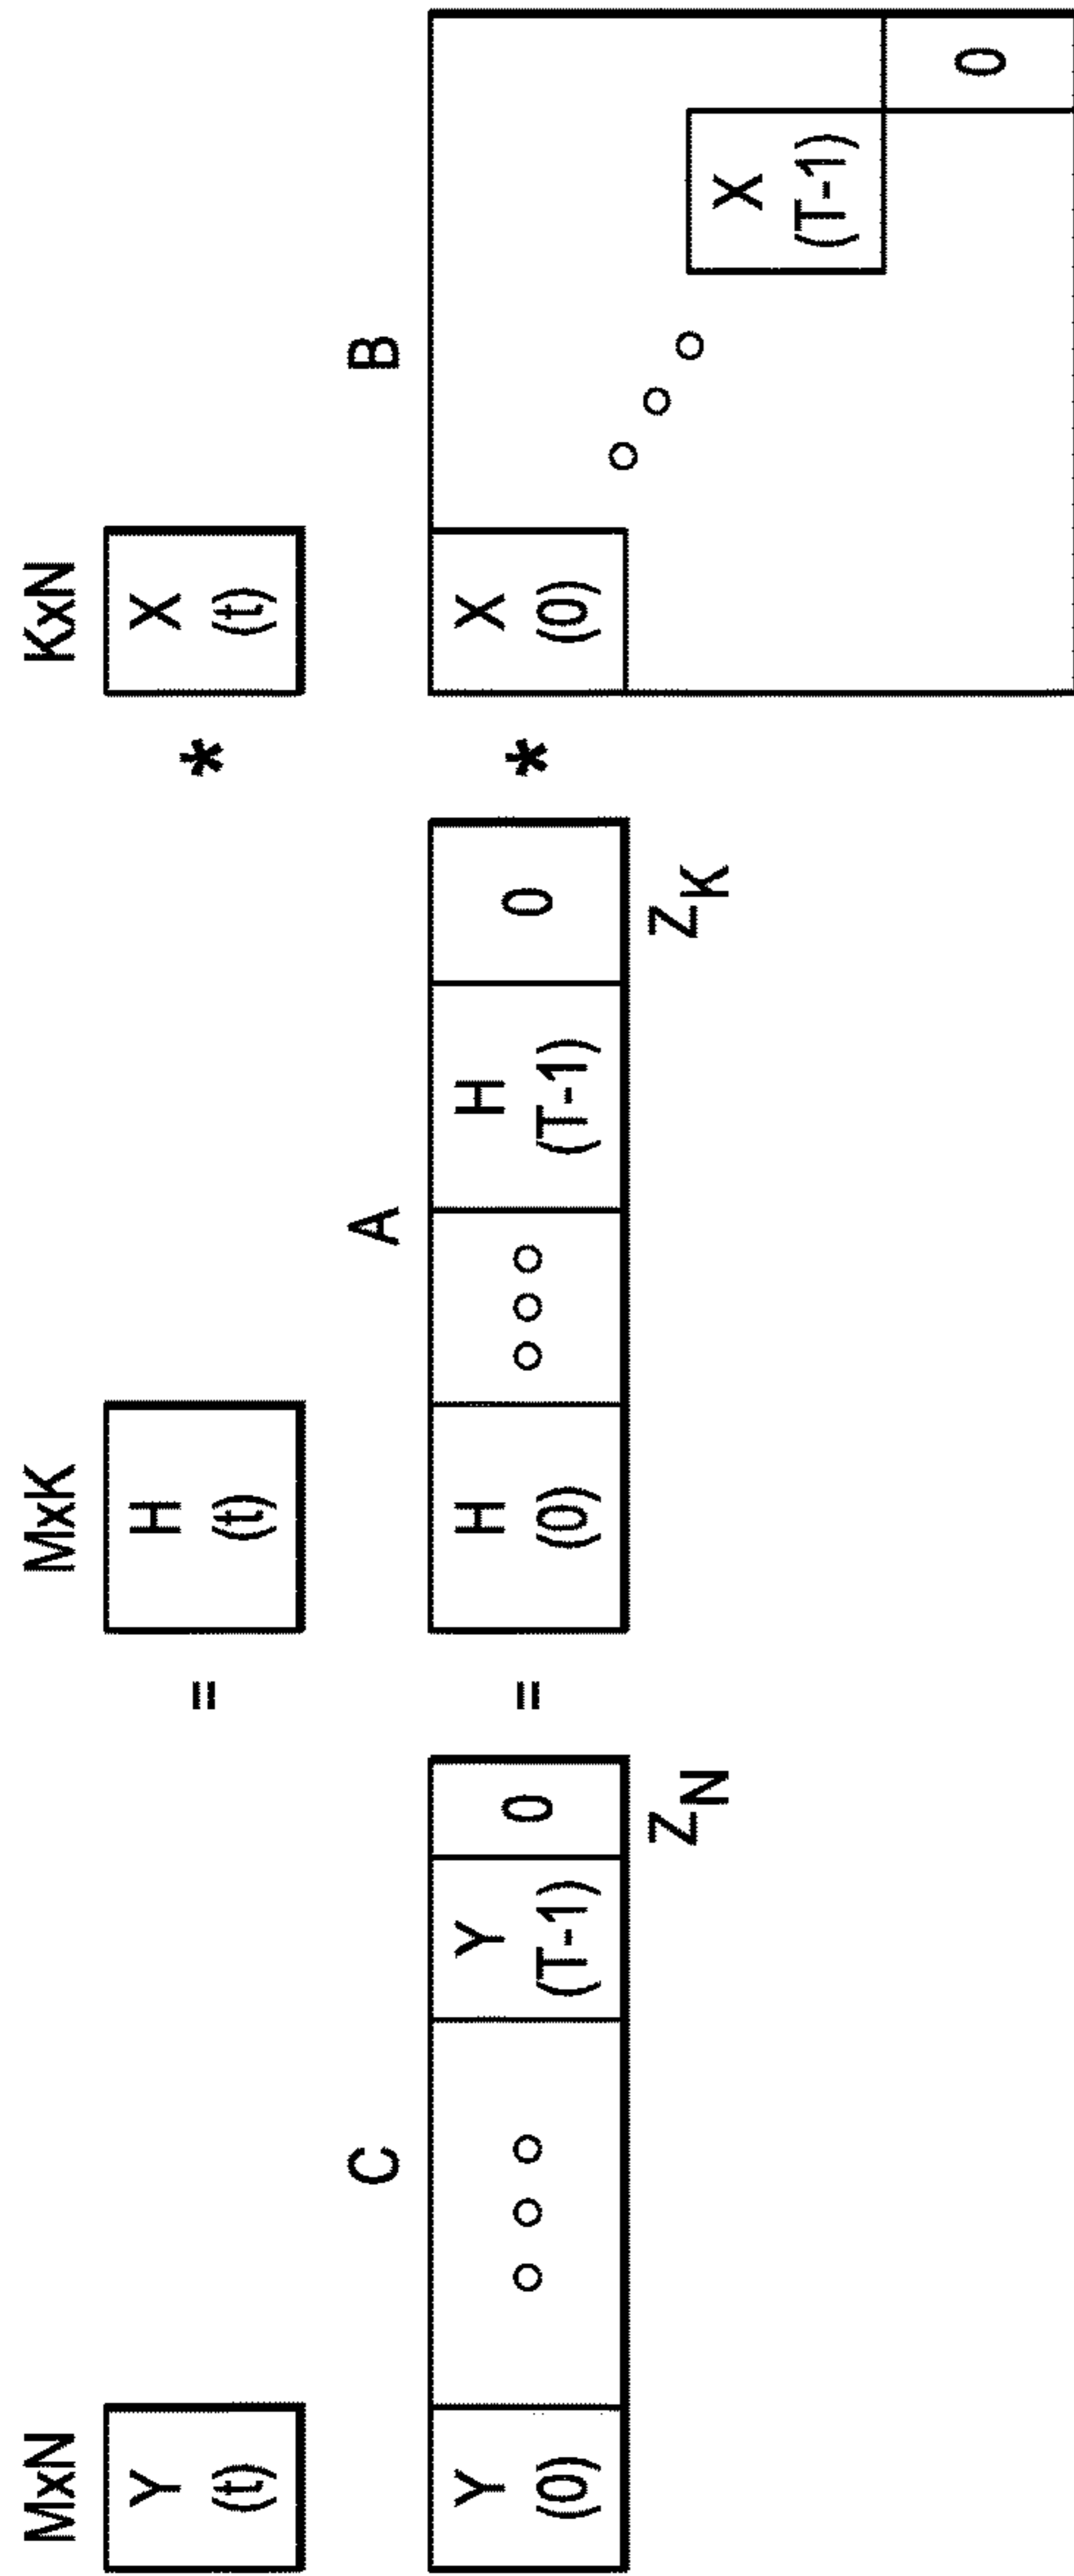 MxN MxK KxN
Y (t) = H (t) * X (t)
C A B
Y (0) ○ ○ ○ Y (T-1) 0 = H (0) ○ ○ ○ H (T-1) 0 * X (0) ○ ○ ○ X (T-1) 0
Z_N Z_K